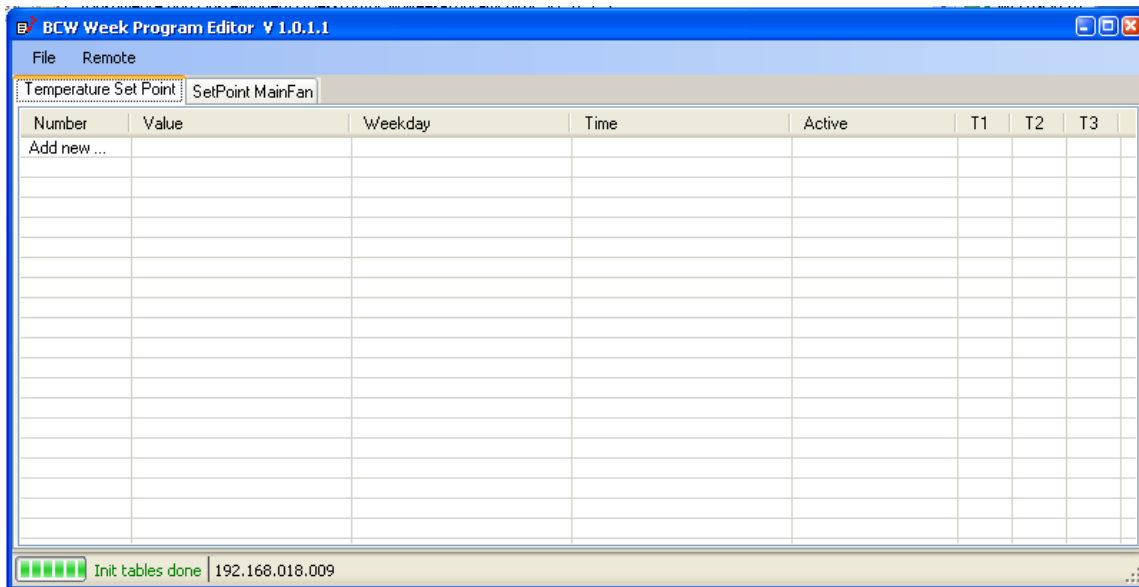 BCW Week Program Editor V 1.0.1.1
File Remote
Temperature Set Point SetPoint MainFan
Number Value Weekday Time Active T1 T2 T3
Add new ...
Init tables done 192.168.018.009